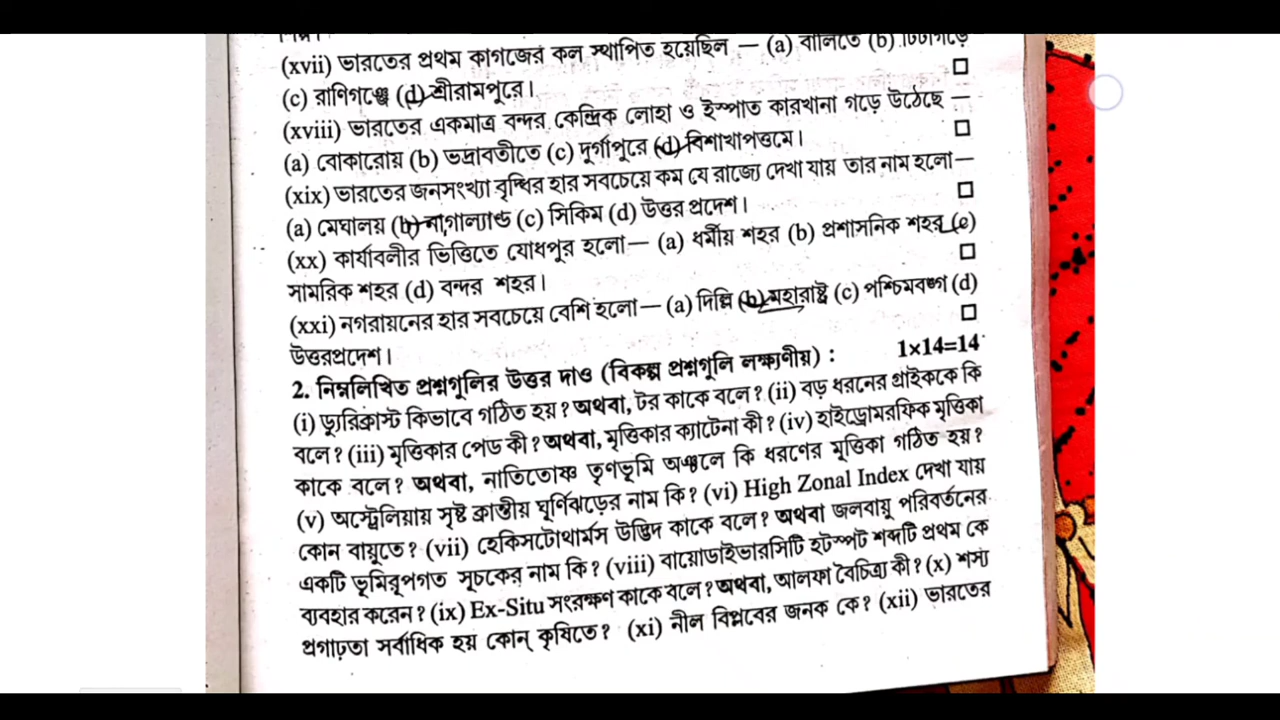 (xvii) ভারতের প্রথম কাগজের কল স্থাপিত হয়েছিল — (a) বালিতে (b) টিটাগড়ে
(c) রাণিগঞ্জে (d) শ্রীরামপুরে।
(xviii) ভারতের একমাত্র বন্দর কেন্দ্রিক লোহা ও ইস্পাত কারখানা গড়ে উঠেছে —
(a) বোকারোয় (b) ভদ্রাবতীতে (c) দুর্গাপুরে (d) বিশাখাপত্তমে।
(xix) ভারতের জনসংখ্যা বৃদ্ধির হার সবচেয়ে কম যে রাজ্যে দেখা যায় তার নাম হলো—
(a) মেঘালয় (b) নাগাল্যান্ড (c) সিকিম (d) উত্তর প্রদেশ।
(xx) কার্যাবলীর ভিত্তিতে যোধপুর হলো— (a) ধর্মীয় শহর (b) প্রশাসনিক শহর (c)
সামরিক শহর (d) বন্দর শহর।
(xxi) নগরায়নের হার সবচেয়ে বেশি হলো— (a) দিল্লি (b) মহারাষ্ট্র (c) পশ্চিমবঙ্গ (d)
উত্তরপ্রদেশ।
2. নিম্নলিখিত প্রশ্নগুলির উত্তর দাও (বিকল্প প্রশ্নগুলি লক্ষ্যণীয়) : 1×14=14
(i) ড্যুরিক্রাস্ট কিভাবে গঠিত হয়? অথবা, টর কাকে বলে? (ii) বড় ধরনের গ্রাইককে কি
বলে? (iii) মৃত্তিকার পেড কী? অথবা, মৃত্তিকার ক্যাটেনা কী? (iv) হাইড্রোমরফিক মৃত্তিকা
কাকে বলে? অথবা, নাতিতোষ্ণ তৃণভূমি অঞ্চলে কি ধরণের মৃত্তিকা গঠিত হয়?
(v) অস্ট্রেলিয়ায় সৃষ্ট ক্রান্তীয় ঘূর্ণিঝড়ের নাম কি? (vi) High Zonal Index দেখা যায়
কোন বায়ুতে? (vii) হেকিসটোথার্মস উদ্ভিদ কাকে বলে? অথবা জলবায়ু পরিবর্তনের
একটি ভূমিরূপগত সূচকের নাম কি? (viii) বায়োডাইভারসিটি হটস্পট শব্দটি প্রথম কে
ব্যবহার করেন? (ix) Ex-Situ সংরক্ষণ কাকে বলে? অথবা, আলফা বৈচিত্র্য কী? (x) শস্য
প্রগাঢ়তা সর্বাধিক হয় কোন্ কৃষিতে? (xi) নীল বিপ্লবের জনক কে? (xii) ভারতের